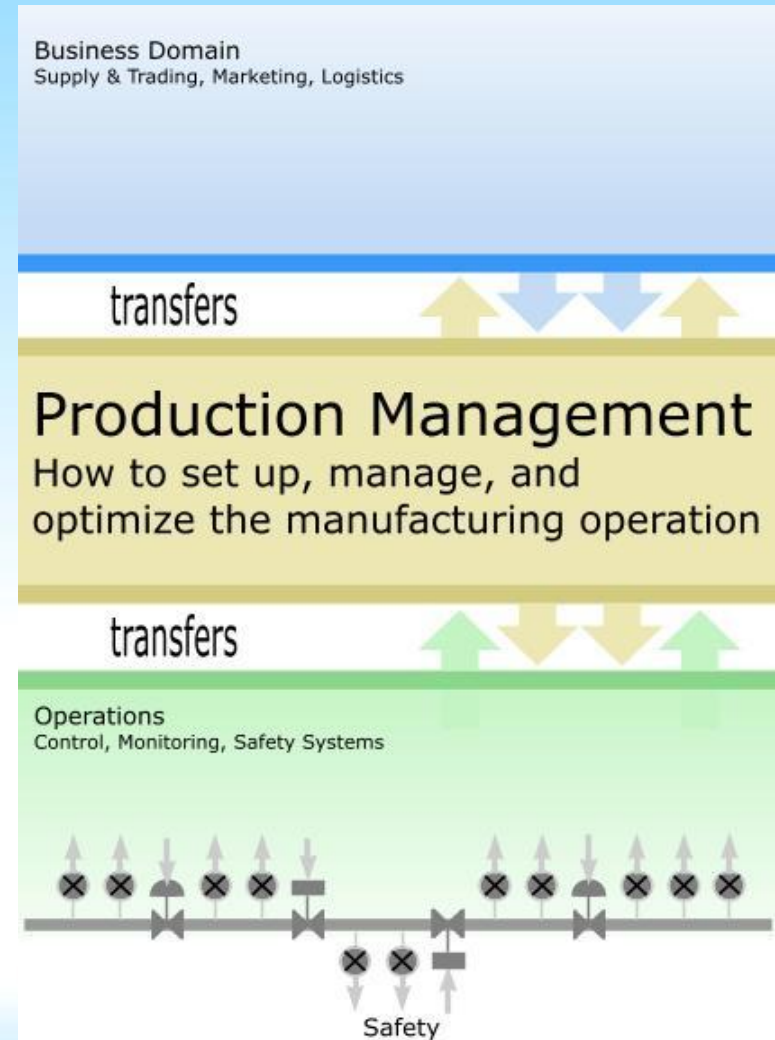 Business Domain
Supply & Trading, Marketing, Logistics
transfers
Production Management
How to set up, manage, and
optimize the manufacturing operation
transfers
Operations
Control, Monitoring, Safety Systems
Safety